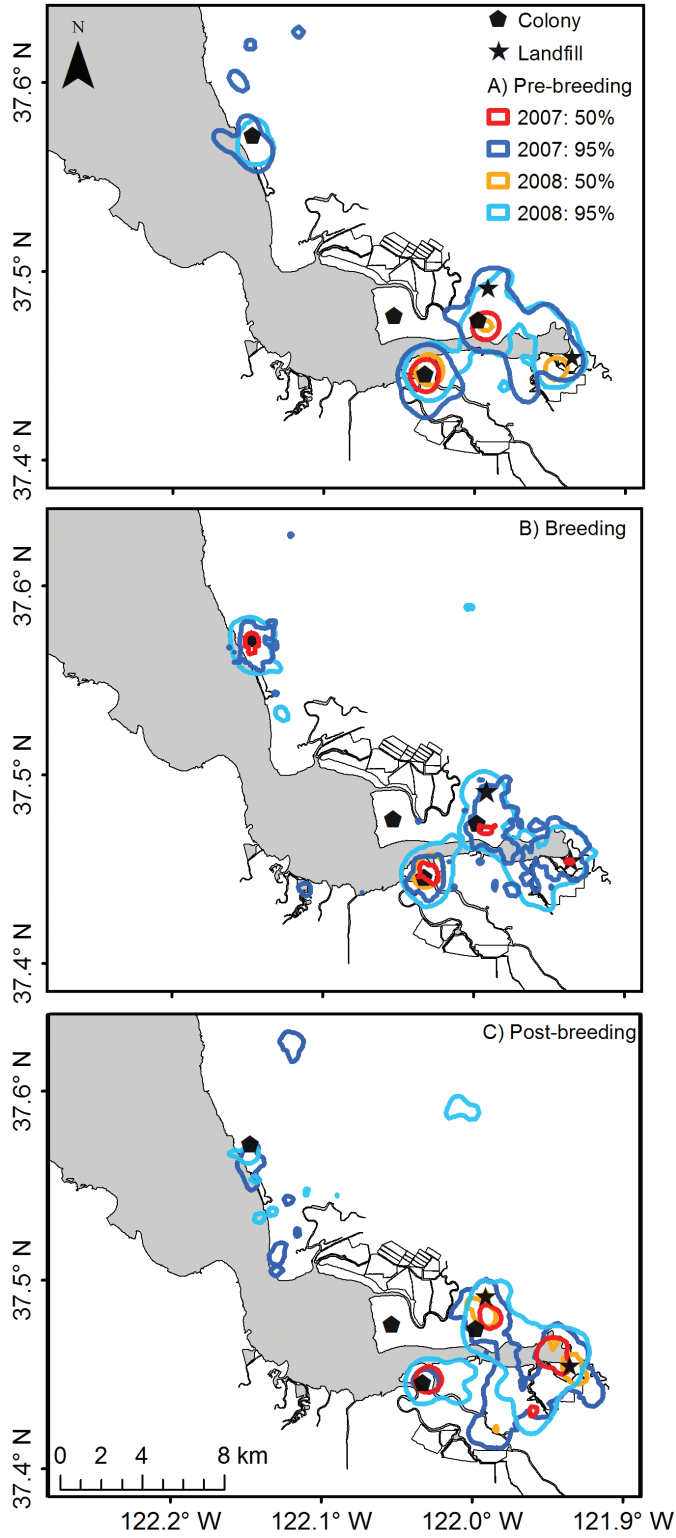 N
Colony
Landfill
A) Pre-breeding
2007: 50%
2007: 95%
2008: 50%
2008: 95%
37.6° N
37.5° N
37.4° N
B) Breeding
37.6° N
37.5° N
37.4° N
C) Post-breeding
37.6° N
37.5° N
37.4° N
0 2 4 8 km
122.2° W 122.1° W 122.0° W 121.9° W